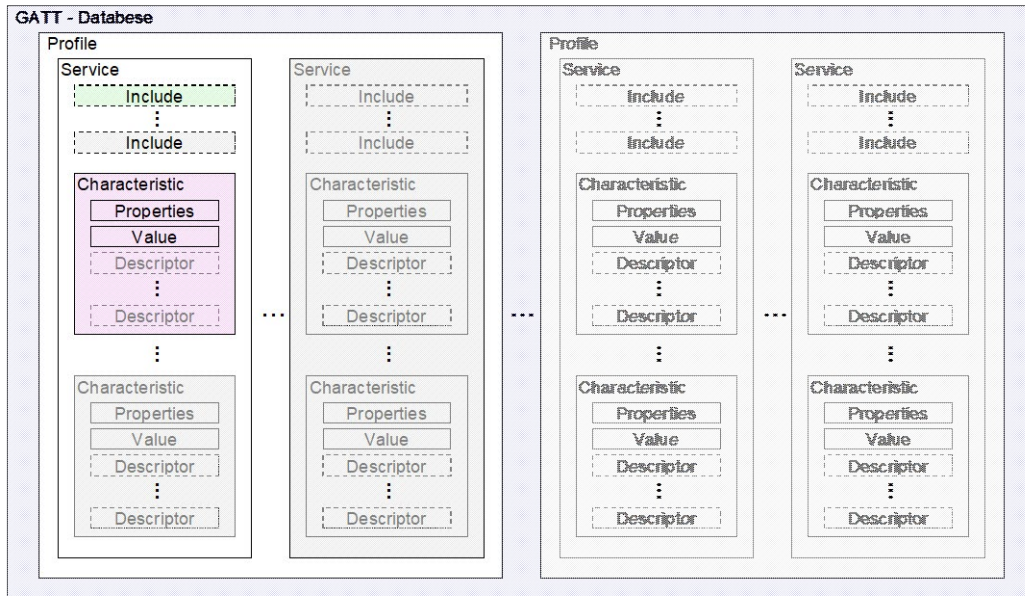 GATT - Databese
Profile
Service
Include
Include
Characteristic
Properties
Value
Descriptor
Descriptor
Characteristic
Properties
Value
Descriptor
Descriptor
Service
Include
Include
Characteristic
Properties
Value
Descriptor
Descriptor
Characteristic
Properties
Value
Descriptor
Descriptor
Profile
Service
Include
Include
Characteristic
Properties
Value
Descriptor
Descriptor
Characteristic
Properties
Value
Descriptor
Descriptor
Service
Include
Include
Characteristic
Properties
Value
Descriptor
Descriptor
Characteristic
Properties
Value
Descriptor
Descriptor